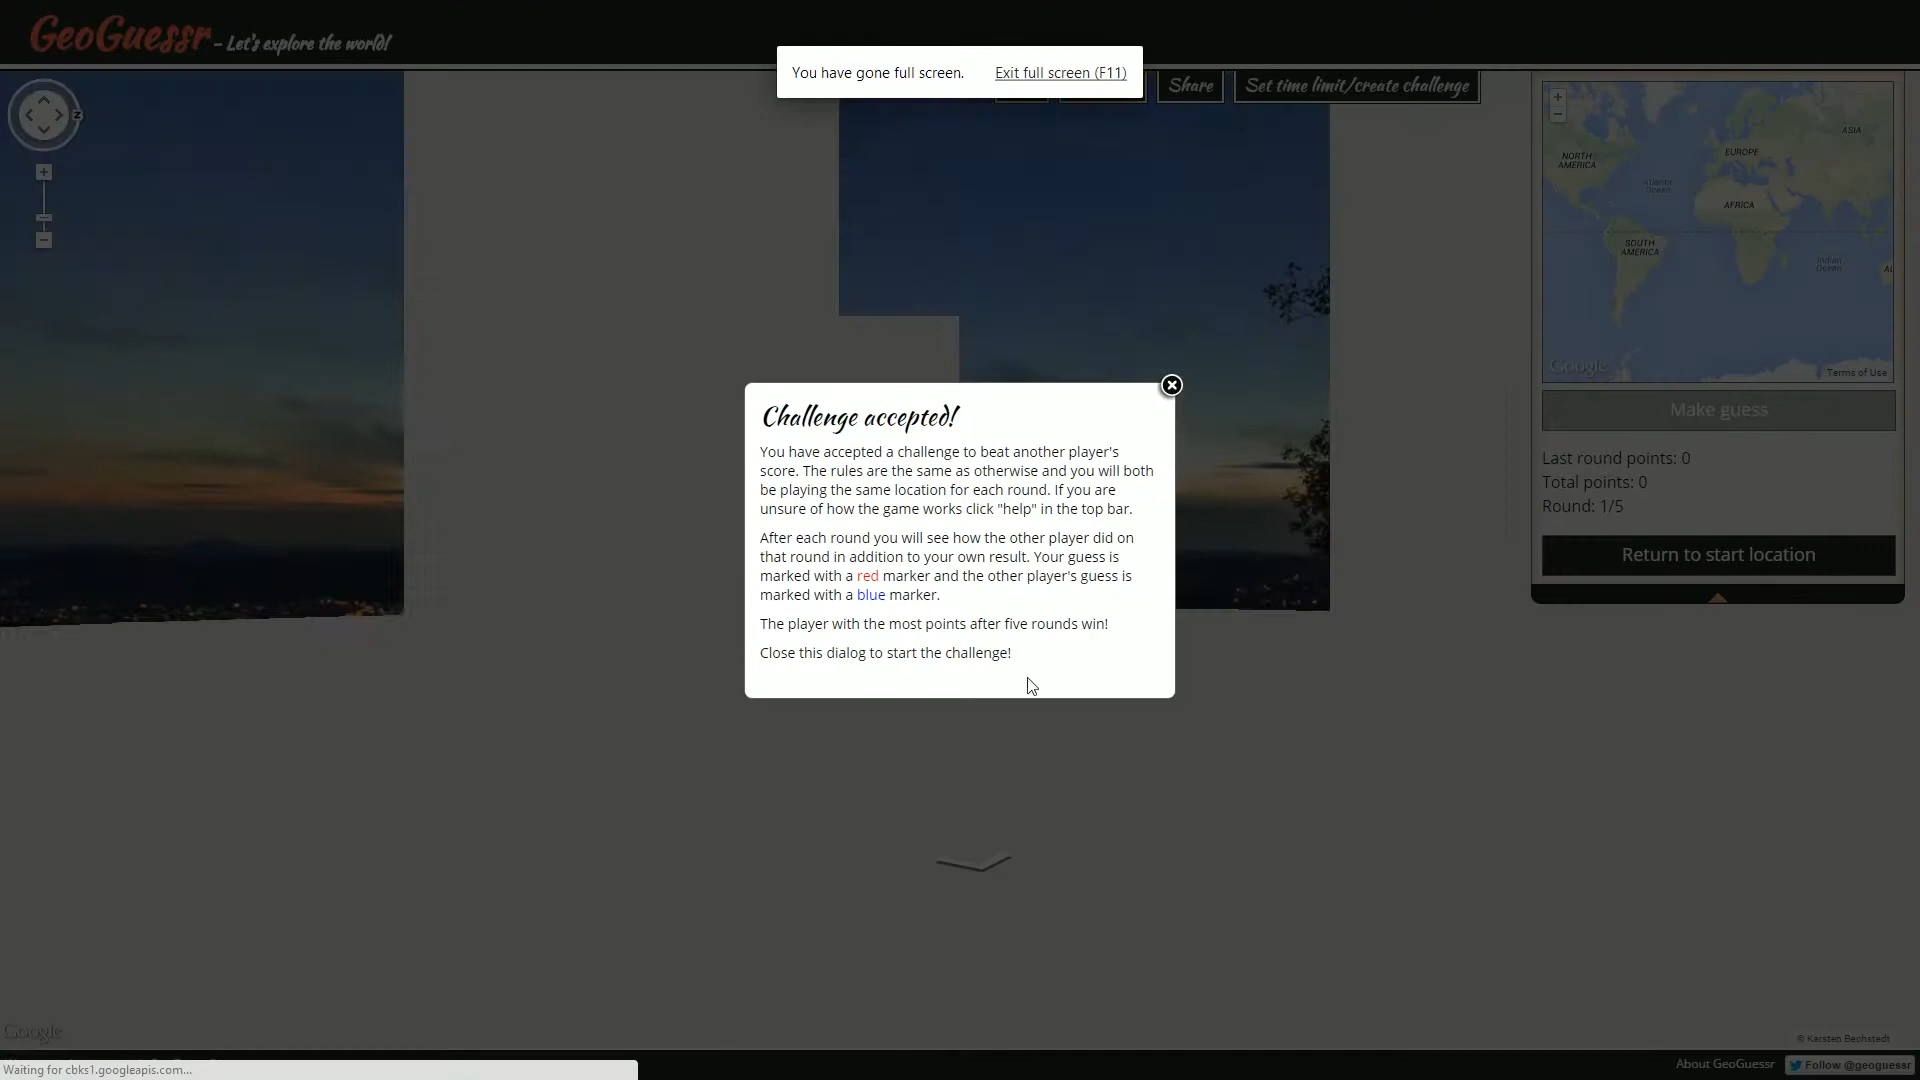 GeoGuessr - Let's explore the world!
You have gone full screen. Exit full screen (F11)
Share
Set time limit/create challenge
Z
NORTH AMERICA
EUROPE
ASIA
Atlantic Ocean
AFRICA
SOUTH AMERICA
Indian Ocean
AU
Google
Terms of Use
Make guess
Last round points: 0
Total points: 0
Round: 1/5
Return to start location
Challenge accepted!
You have accepted a challenge to beat another player's
score. The rules are the same as otherwise and you will both
be playing the same location for each round. If you are
unsure of how the game works click "help" in the top bar.
After each round you will see how the other player did on
that round in addition to your own result. Your guess is
marked with a red marker and the other player's guess is
marked with a blue marker.
The player with the most points after five rounds win!
Close this dialog to start the challenge!
Google
© Karsten Bechstedt
Waiting for cbks1.googleapis.com...
About GeoGuessr
Follow @geoguessr